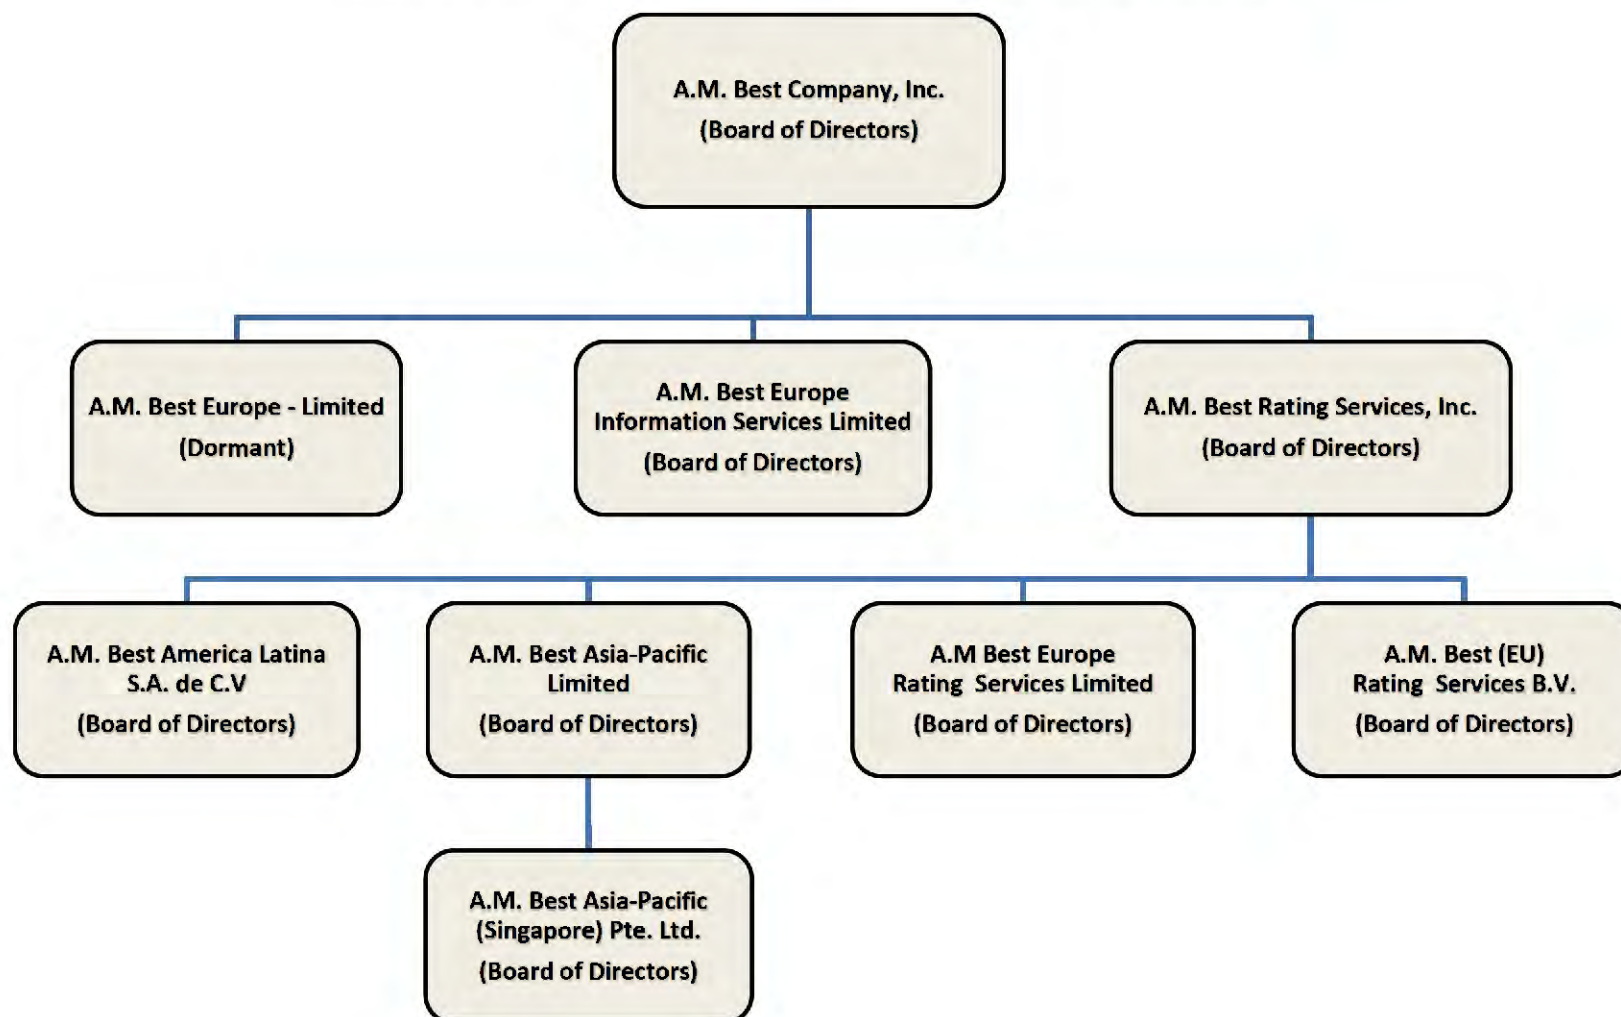 A.M. Best Company, Inc.
(Board of Directors)
A.M. Best Europe - Limited
(Dormant)
A.M. Best Europe
Information Services Limited
(Board of Directors)
A.M. Best Rating Services, Inc.
(Board of Directors)
A.M. Best America Latina
S.A. de C.V
(Board of Directors)
A.M. Best Asia-Pacific
Limited
(Board of Directors)
A.M Best Europe
Rating Services Limited
(Board of Directors)
A.M. Best (EU)
Rating Services B.V.
(Board of Directors)
A.M. Best Asia-Pacific
(Singapore) Pte. Ltd.
(Board of Directors)